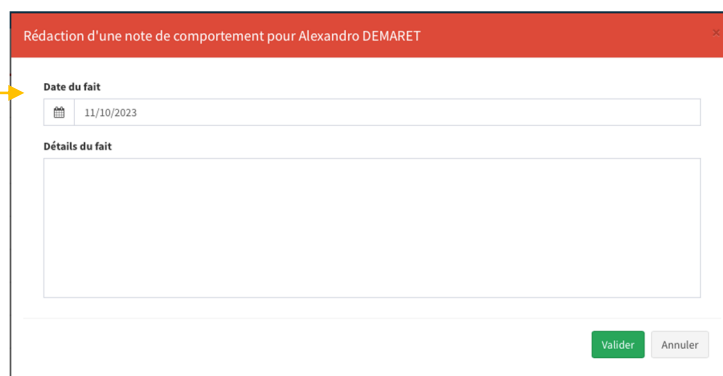 Rédaction d'une note de comportement pour Alexandro DEMARET
×
Date du fait
11/10/2023
Détails du fait
Valider Annuler